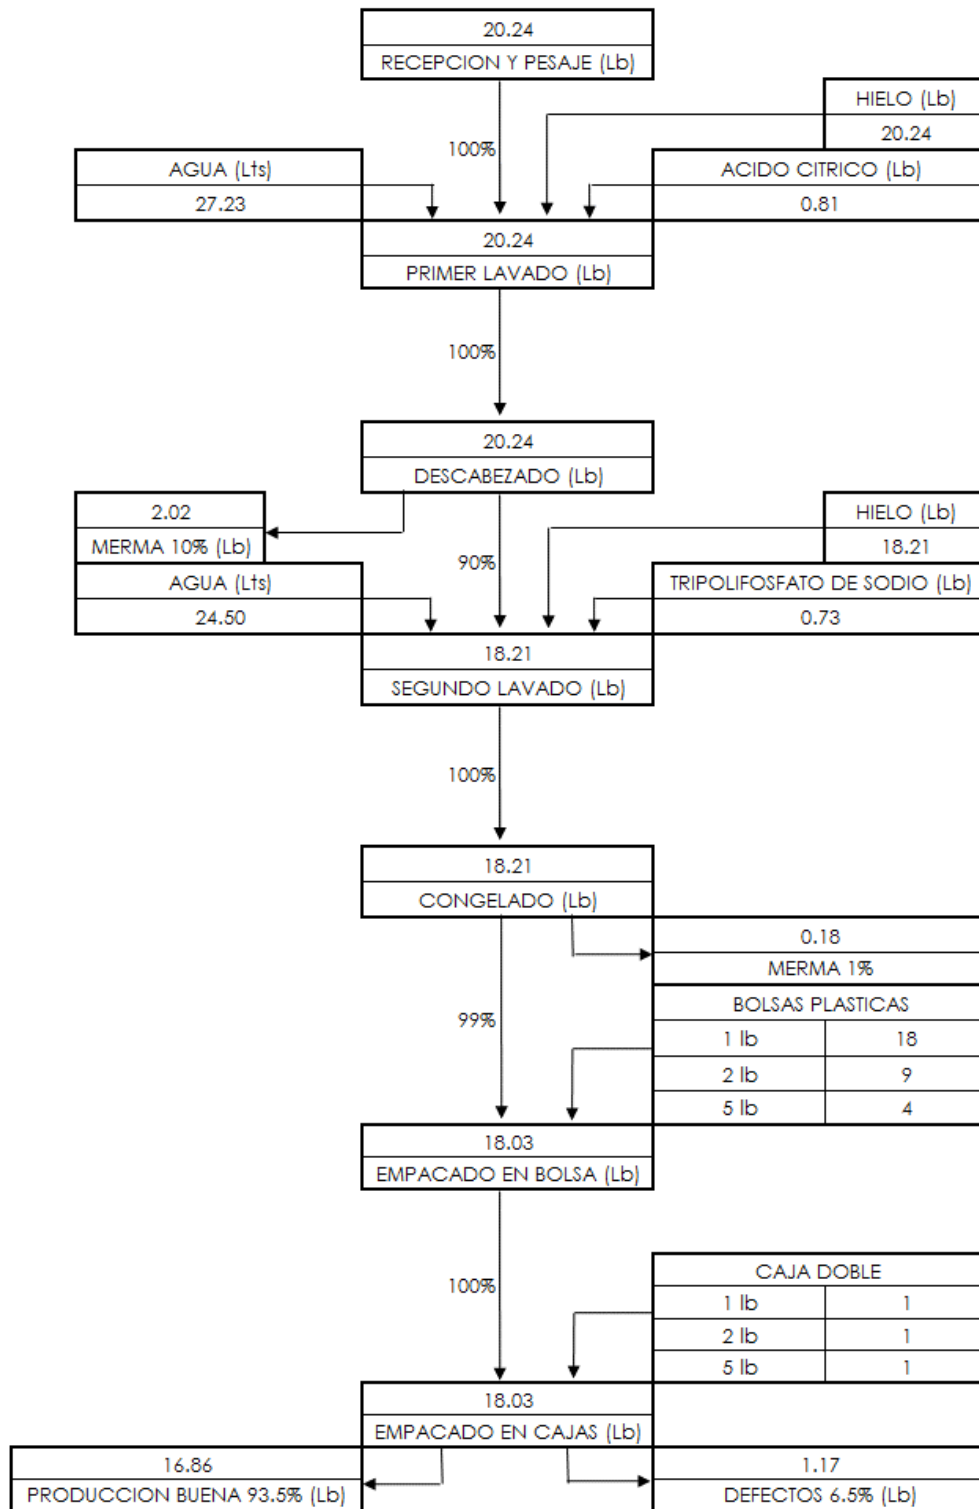 20.24
RECEPCION Y PESAJE (Lb)
HIELO (Lb)
20.24
100%
AGUA (Lts)
27.23
ACIDO CITRICO (Lb)
0.81
20.24
PRIMER LAVADO (Lb)
100%
20.24
DESCABEZADO (Lb)
2.02
MERMA 10% (Lb)
HIELO (Lb)
18.21
90%
AGUA (Lts)
24.50
TRIPOLIFOSFATO DE SODIO (Lb)
0.73
18.21
SEGUNDO LAVADO (Lb)
100%
18.21
CONGELADO (Lb)
0.18
MERMA 1%
99%
BOLSAS PLASTICAS
1 lb 18
2 lb 9
5 lb 4
18.03
EMPACADO EN BOLSA (Lb)
100%
CAJA DOBLE
1 lb 1
2 lb 1
5 lb 1
18.03
EMPACADO EN CAJAS (Lb)
16.86
PRODUCCION BUENA 93.5% (Lb)
1.17
DEFECTOS 6.5% (Lb)